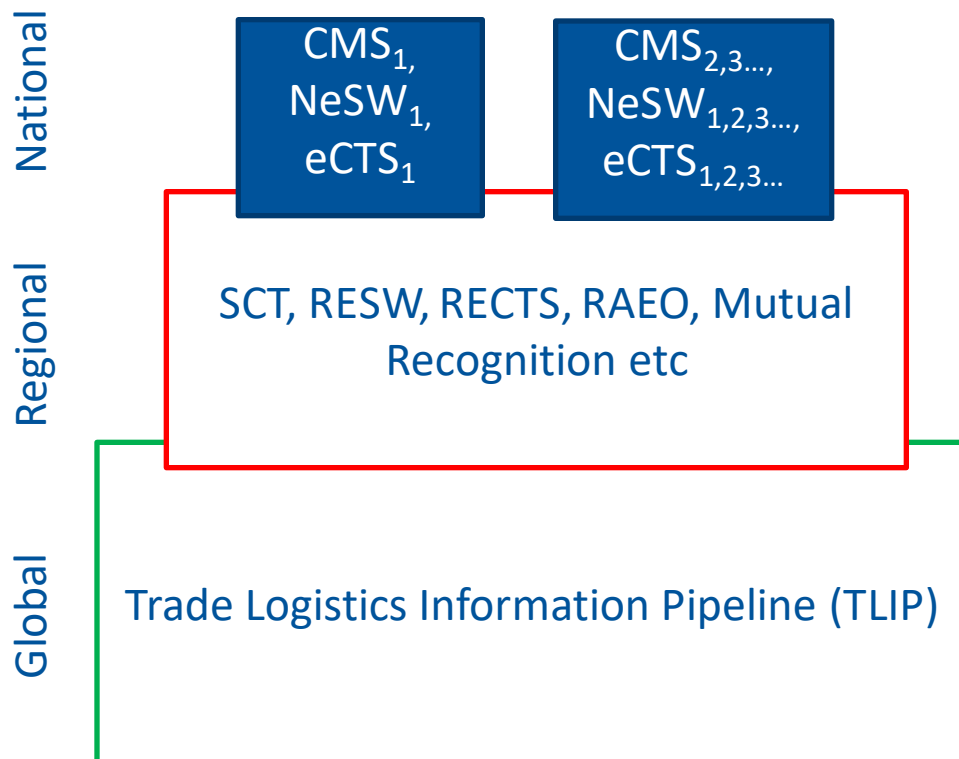 National
CMS₁,
NeSW₁,
eCTS₁
CMS₂,₃…,
NeSW₁,₂,₃…,
eCTS₁,₂,₃…
Regional
SCT, RESW, RECTS, RAEO, Mutual
Recognition etc
Global
Trade Logistics Information Pipeline (TLIP)